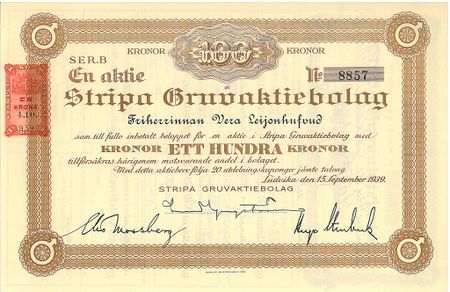 KRONOR 100 KRONOR
SER.B
En aktie No 8857
Stripa Gruvaktiebolag
Friherrinnan Vera Leijonhufvud
som till fullo inbetalt beloppet för en aktie i Stripa Gruvaktiebolag med
KRONOR ETT HUNDRA KRONOR
tillförsäkras härigenom motsvarande andel i bolaget.
Med detta aktiebrev följa 20 utdelningskuponger jämte talong.
Ludvika den 15 September 1939.
STRIPA GRUVAKTIEBOLAG
EN
KRONA